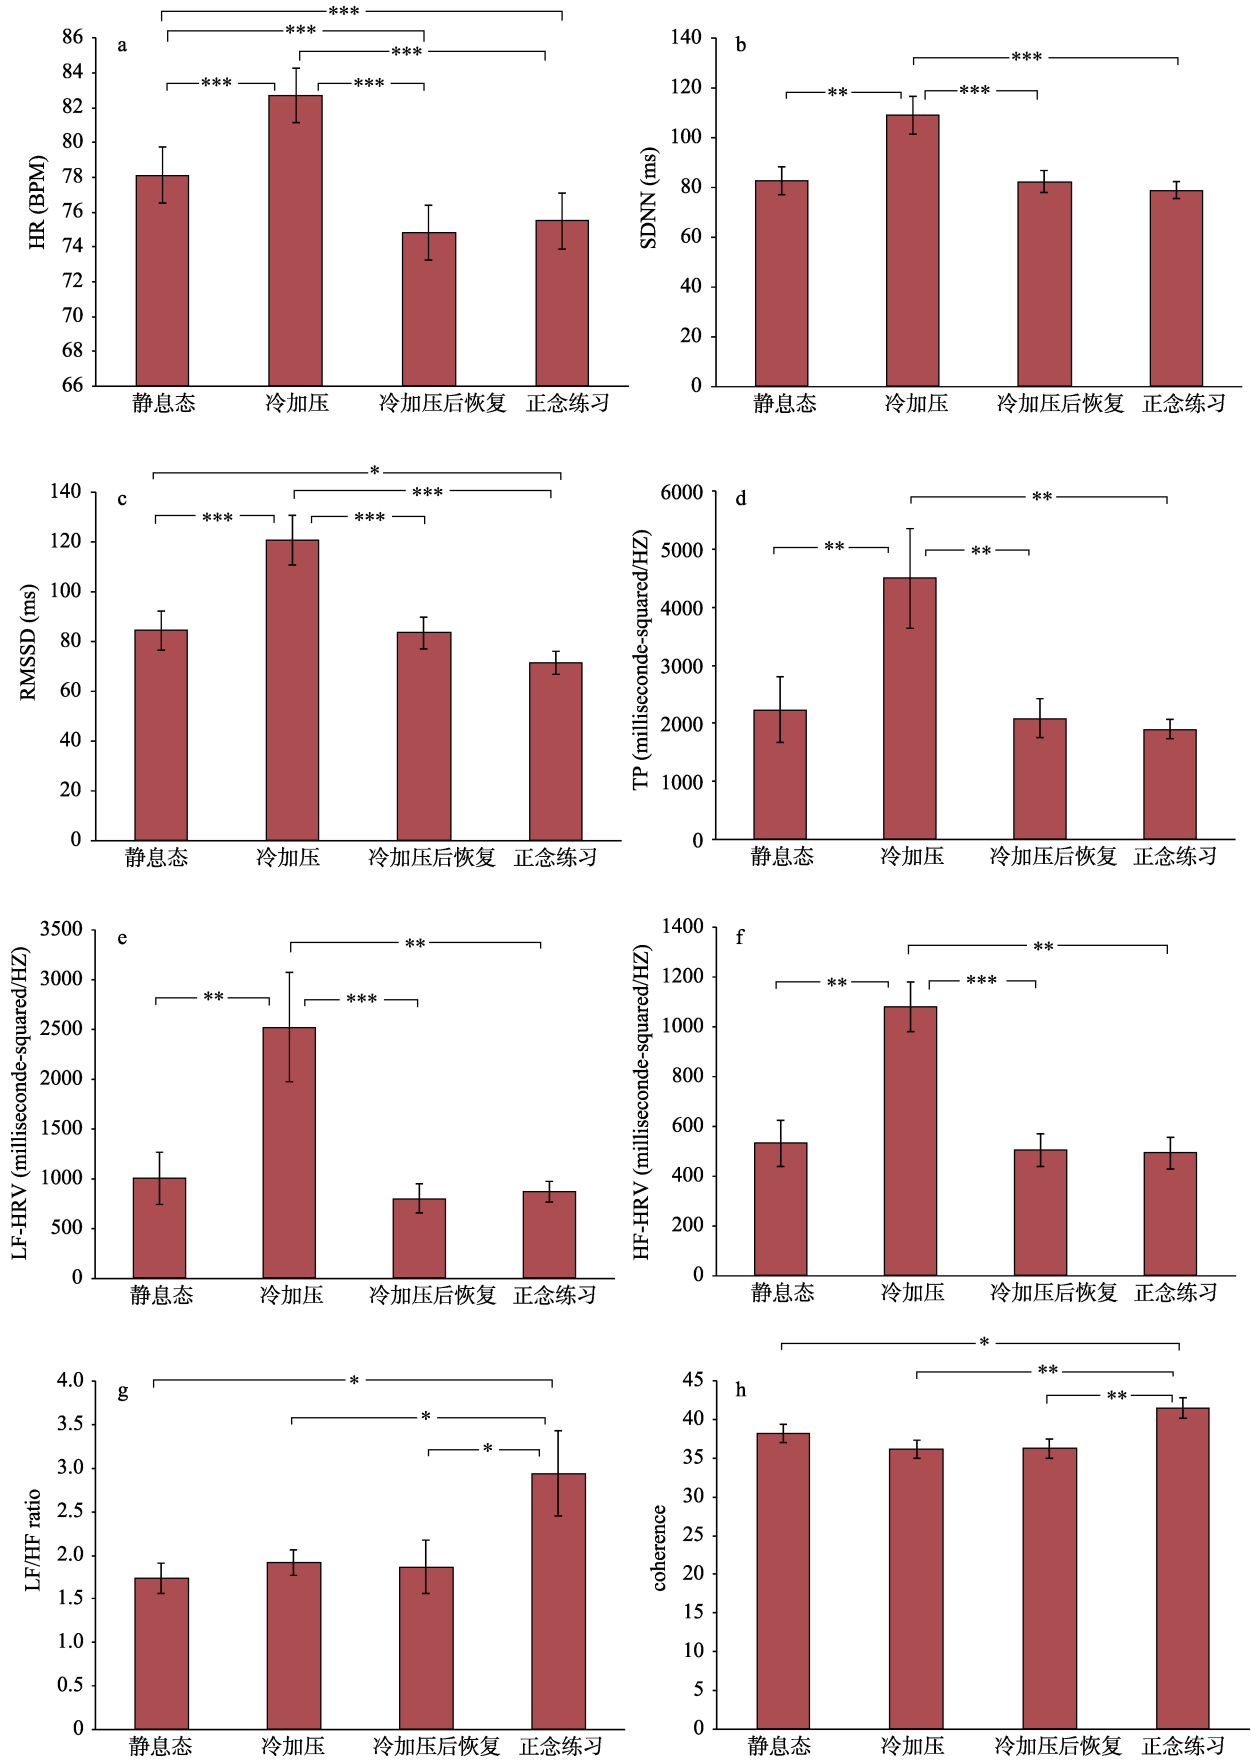 a
***
***
***
***
***
86
84
82
80
78
76
74
72
70
68
66
HR (BPM)
静息态
冷加压
冷加压后恢复
正念练习
b
***
**
***
140
120
100
80
60
40
20
0
SDNN (ms)
静息态
冷加压
冷加压后恢复
正念练习
c
*
***
***
***
140
120
100
80
60
40
20
0
RMSSD (ms)
静息态
冷加压
冷加压后恢复
正念练习
d
**
**
**
6000
5000
4000
3000
2000
1000
0
TP (milliseconde-squared/HZ)
静息态
冷加压
冷加压后恢复
正念练习
e
**
**
***
3500
3000
2500
2000
1500
1000
500
0
LF-HRV (milliseconde-squared/HZ)
静息态
冷加压
冷加压后恢复
正念练习
f
**
**
***
1400
1200
1000
800
600
400
200
0
HF-HRV (milliseconde-squared/HZ)
静息态
冷加压
冷加压后恢复
正念练习
g
*
*
*
4.0
3.5
3.0
2.5
2.0
1.5
1.0
0.5
0
LF/HF ratio
静息态
冷加压
冷加压后恢复
正念练习
h
*
**
**
45
40
35
30
25
20
15
10
5
0
coherence
静息态
冷加压
冷加压后恢复
正念练习